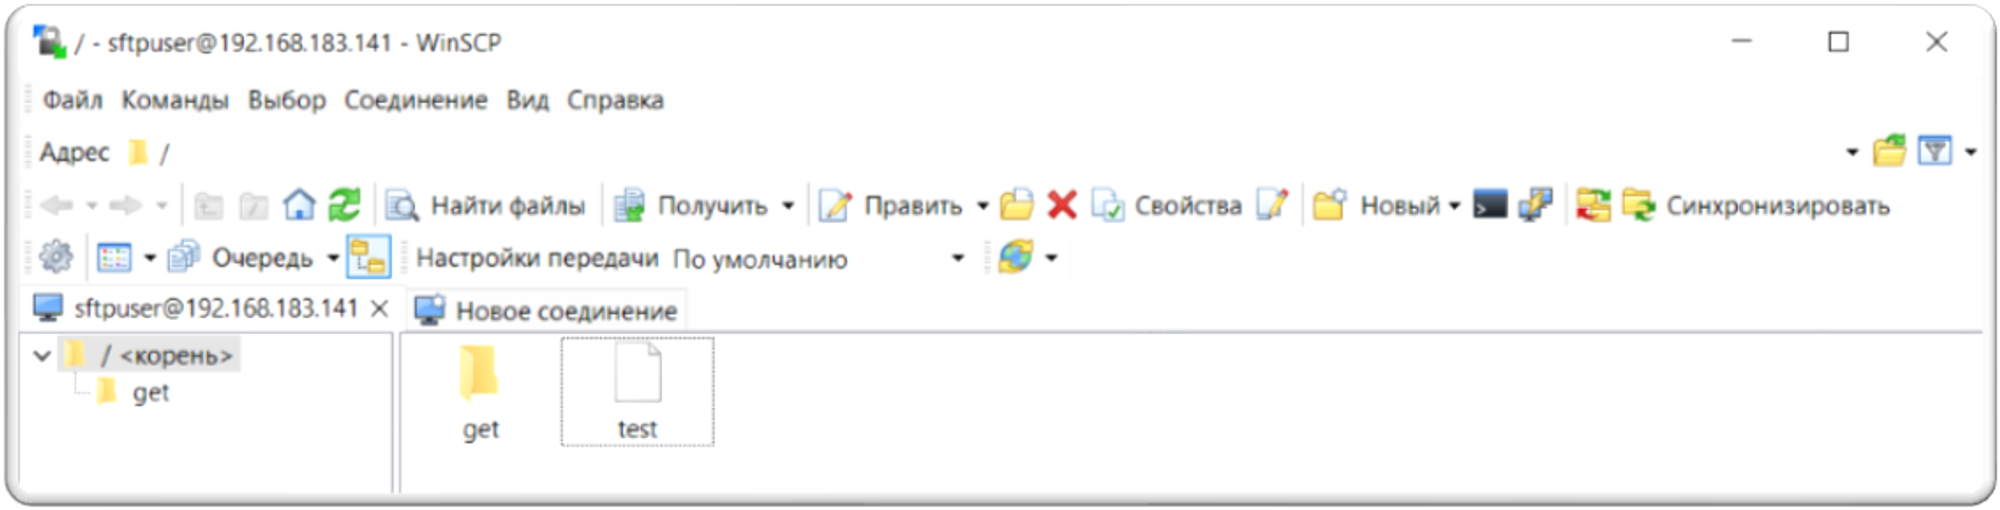 / - sftpuser@192.168.183.141 - WinSCP
Файл Команды Выбор Соединение Вид Справка
Адрес /
Найти файлы Получить Править Свойства Новый Синхронизировать
Очередь Настройки передачи По умолчанию
sftpuser@192.168.183.141 Новое соединение
/ <корень>
get
get test